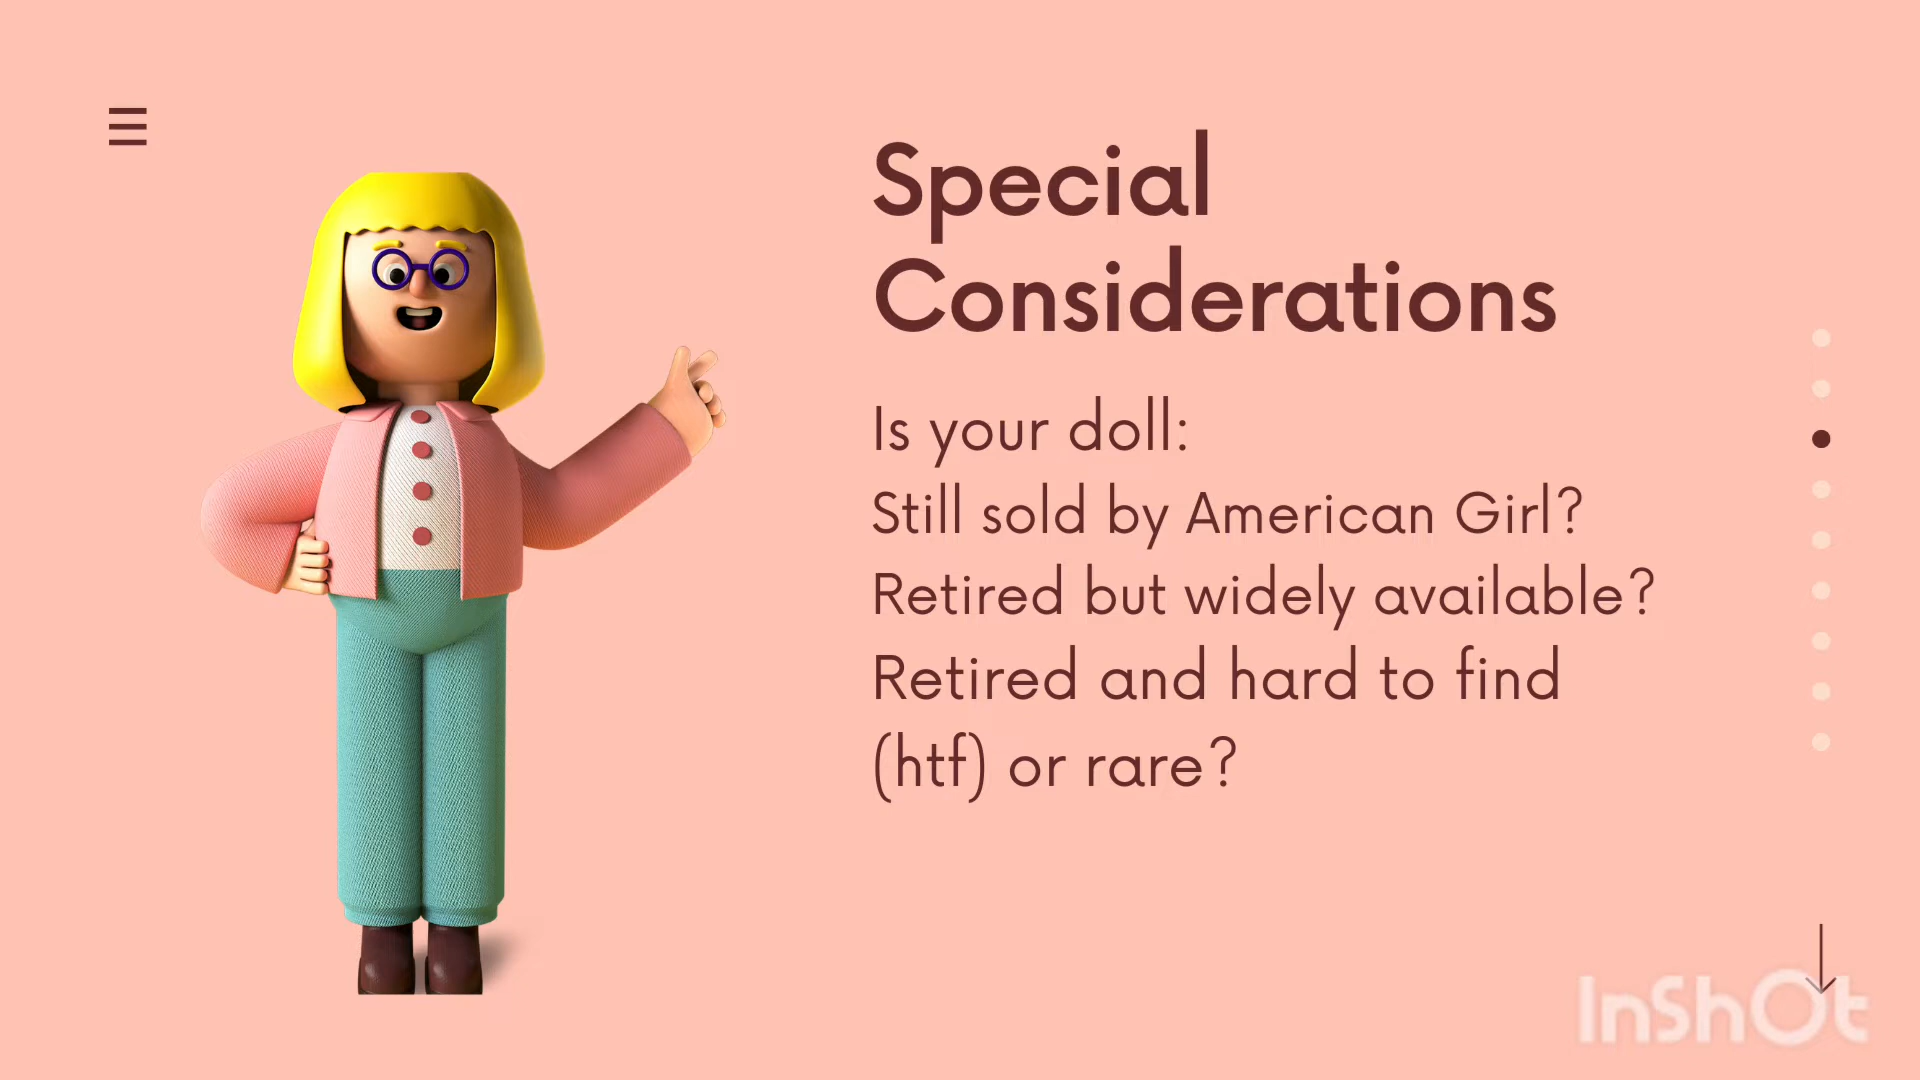 Special
Considerations
Is your doll:
Still sold by American Girl?
Retired but widely available?
Retired and hard to find
(htf) or rare?
InShOt